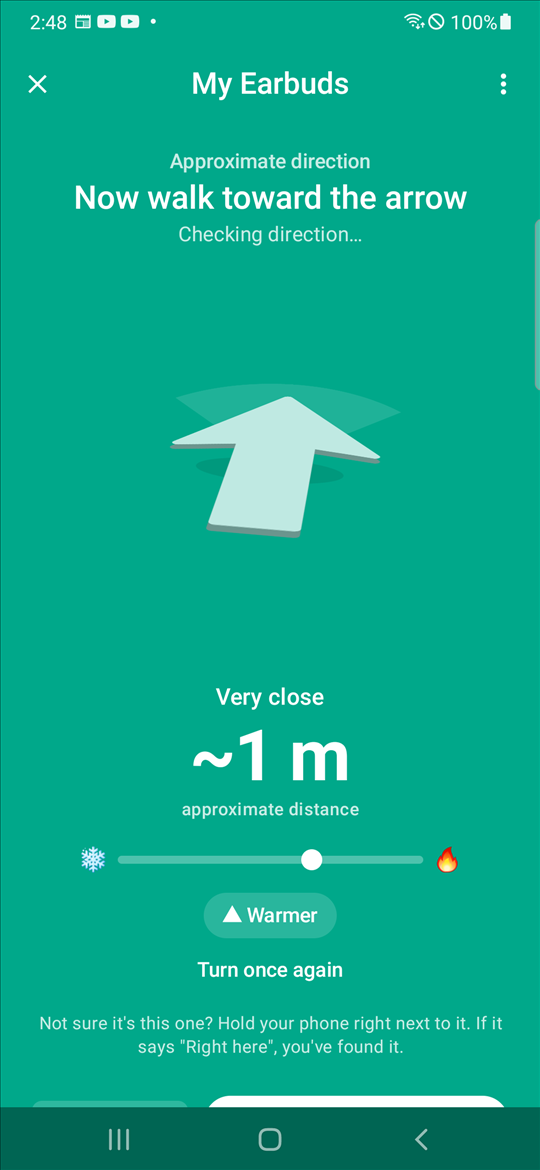 2:48
100%
My Earbuds
Approximate direction
Now walk toward the arrow
Checking direction…
Very close
~1 m
approximate distance
▲ Warmer
Turn once again
Not sure it's this one? Hold your phone right next to it. If it
says "Right here", you've found it.